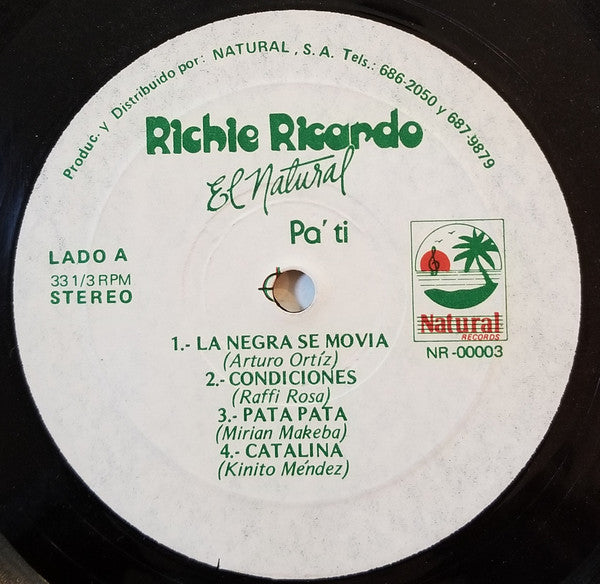 Produc. y Distribuido por: NATURAL, S.A. Tels.: 686-2050 y 687-9879
Richie Ricardo
El Natural
Pa' ti
LADO A
33 1/3 RPM
STEREO
Natural
RECORDS
NR-00003
1.- LA NEGRA SE MOVIA
(Arturo Ortíz)
2.- CONDICIONES
(Raffi Rosa)
3.- PATA PATA
(Mirian Makeba)
4.- CATALINA
(Kinito Méndez)